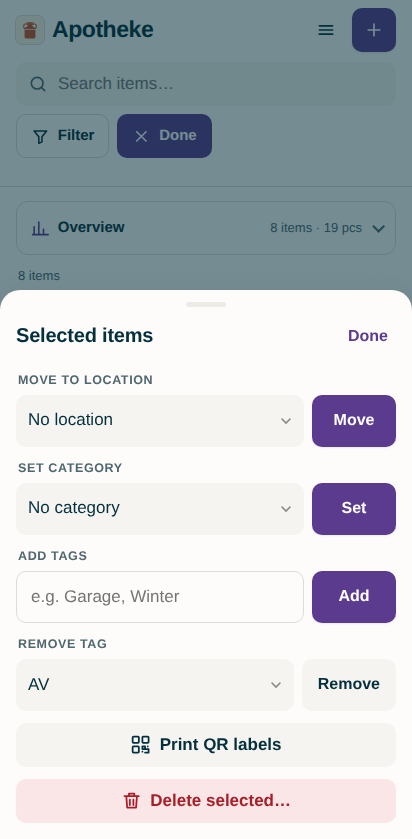 Apotheke
Search items…
Filter
Done
Overview
8 items · 19 pcs
8 items
Selected items
Done
MOVE TO LOCATION
No location
Move
SET CATEGORY
No category
Set
ADD TAGS
e.g. Garage, Winter
Add
REMOVE TAG
AV
Remove
Print QR labels
Delete selected…